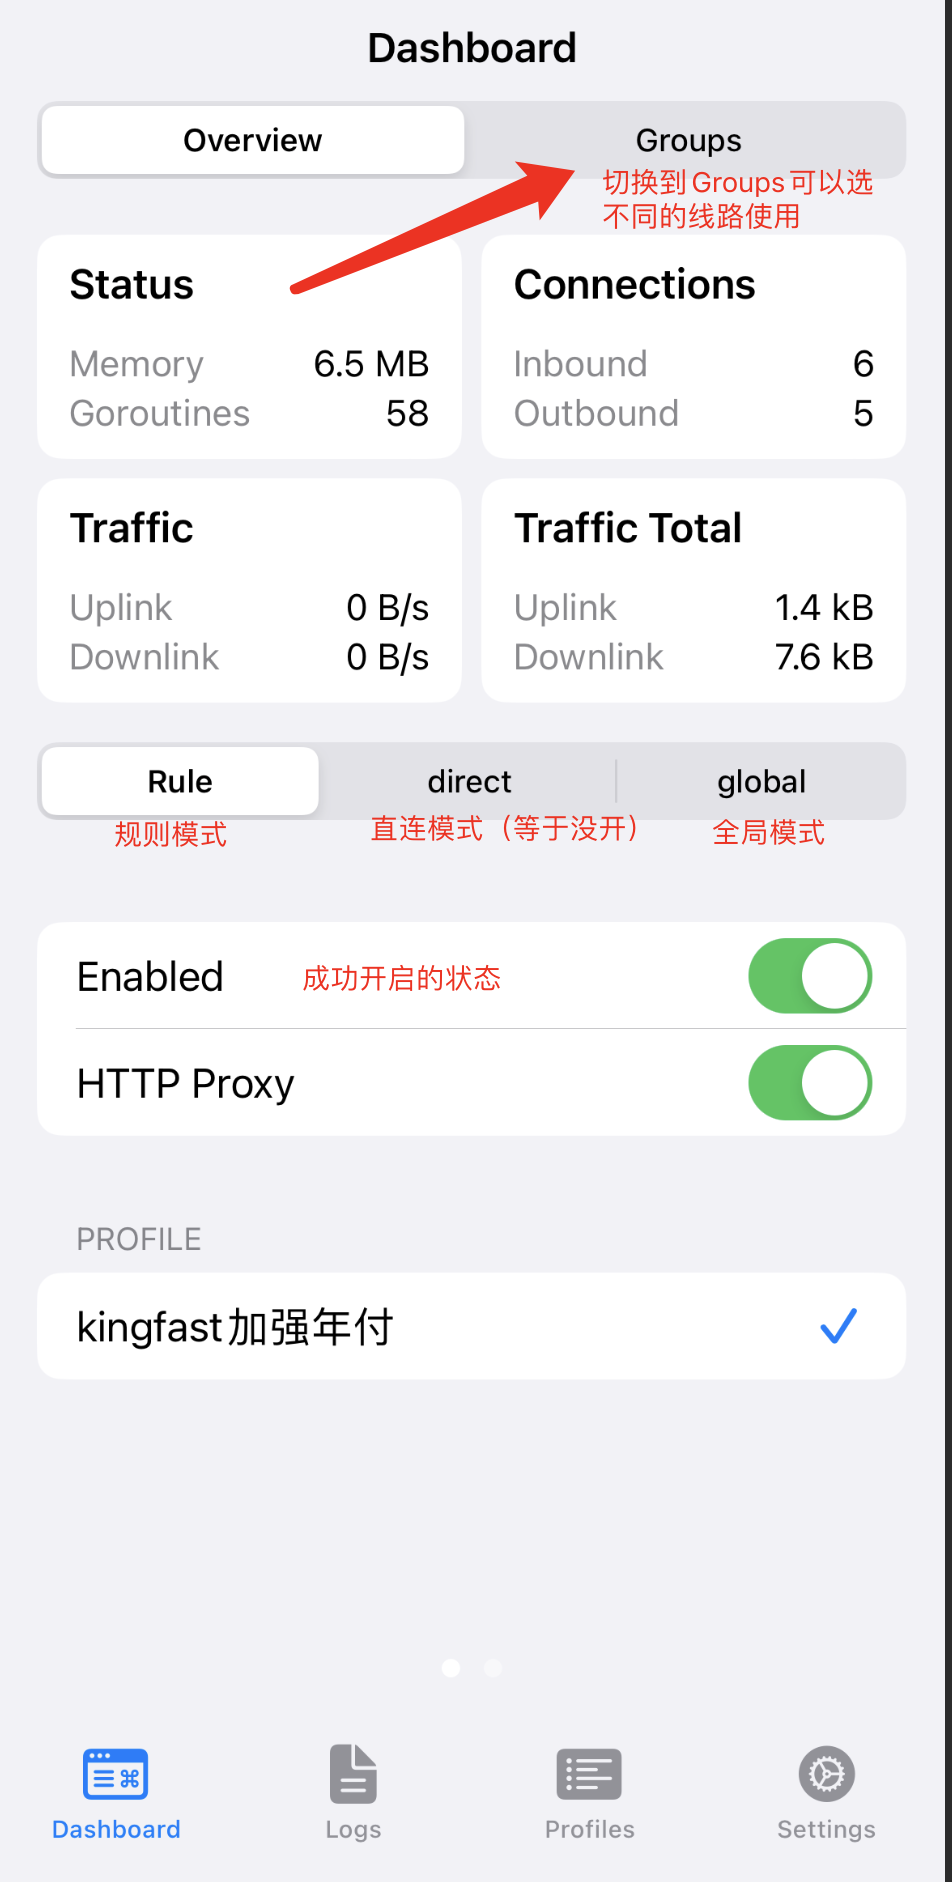 Dashboard
Overview
Groups
切换到Groups可以选
不同的线路使用
Status
Memory 6.5 MB
Goroutines 58
Connections
Inbound 6
Outbound 5
Traffic
Uplink 0 B/s
Downlink 0 B/s
Traffic Total
Uplink 1.4 kB
Downlink 7.6 kB
Rule
direct
global
规则模式
直连模式（等于没开）
全局模式
Enabled
成功开启的状态
HTTP Proxy
PROFILE
kingfast加强年付
Dashboard
Logs
Profiles
Settings